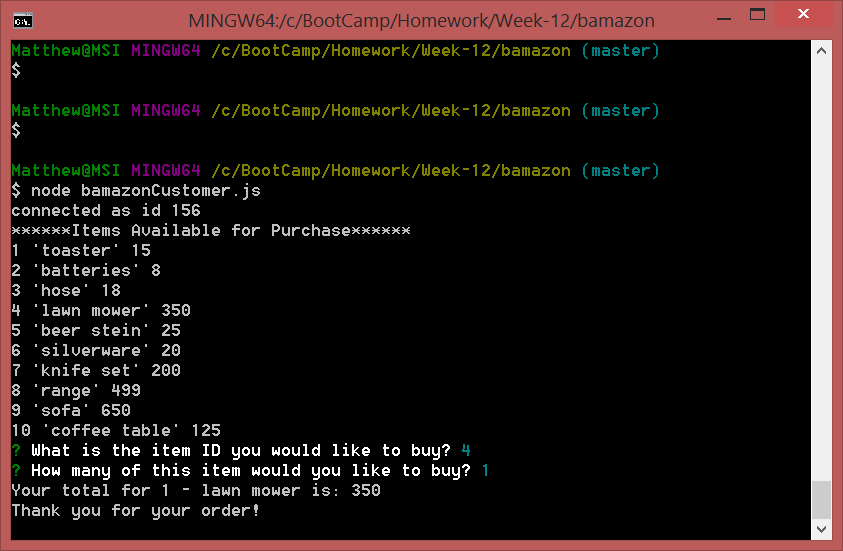 MINGW64:/c/BootCamp/Homework/Week-12/bamazon
Matthew@MSI MINGW64 /c/BootCamp/Homework/Week-12/bamazon (master)
$
Matthew@MSI MINGW64 /c/BootCamp/Homework/Week-12/bamazon (master)
$
Matthew@MSI MINGW64 /c/BootCamp/Homework/Week-12/bamazon (master)
$ node bamazonCustomer.js
connected as id 156
******Items Available for Purchase******
1 'toaster' 15
2 'batteries' 8
3 'hose' 18
4 'lawn mower' 350
5 'beer stein' 25
6 'silverware' 20
7 'knife set' 200
8 'range' 499
9 'sofa' 650
10 'coffee table' 125
? What is the item ID you would like to buy? 4
? How many of this item would you like to buy? 1
Your total for 1 - lawn mower is: 350
Thank you for your order!